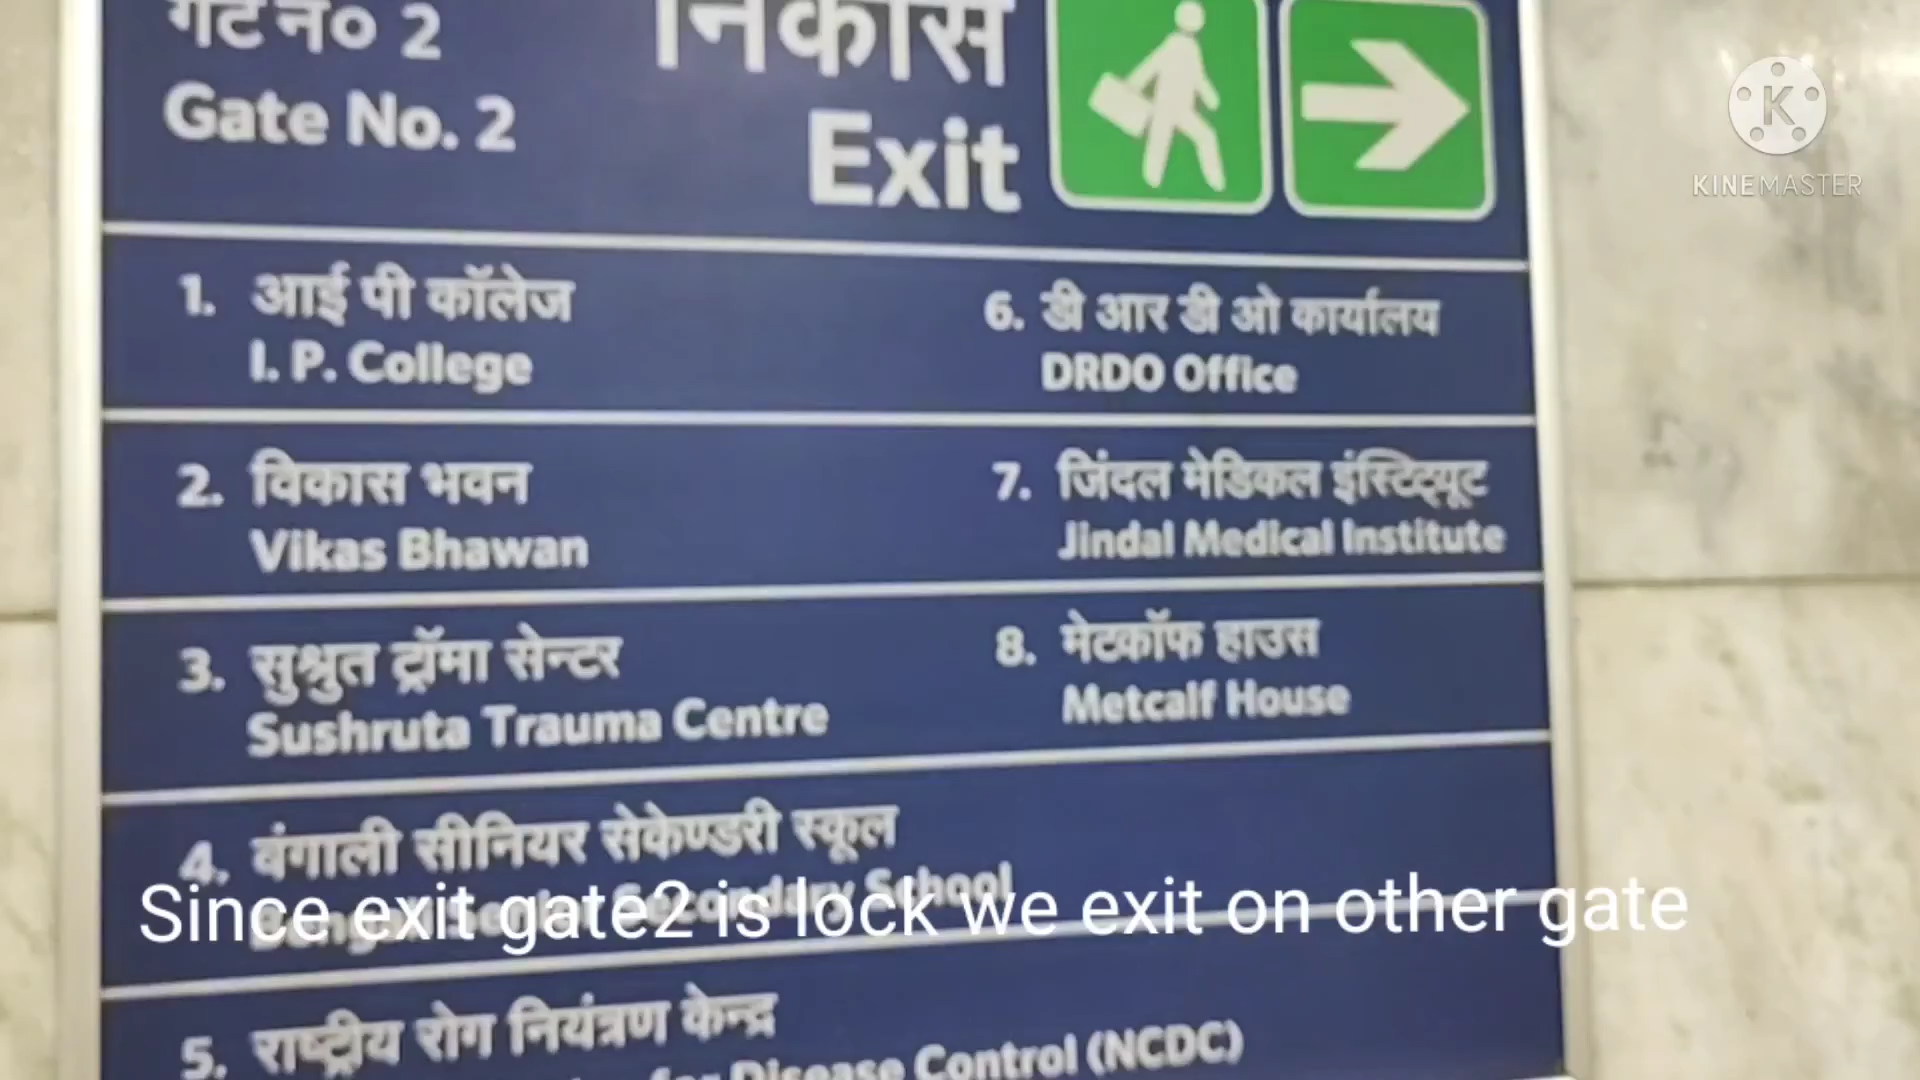 गेट न० 2
Gate No. 2
निकास
Exit
KINEMASTER
1. आई पी कॉलेज
I. P. College
2. विकास भवन
Vikas Bhawan
3. सुश्रुत ट्रॉमा सेन्टर
Sushruta Trauma Centre
4. बंगाली सीनियर सेकेण्डरी स्कूल
Senior Secondary School
5. राष्ट्रीय रोग नियंत्रण केन्द्र
for Disease Control (NCDC)
6. डी आर डी ओ कार्यालय
DRDO Office
7. जिंदल मेडिकल इंस्टिट्यूट
Jindal Medical Institute
8. मेटकॉफ हाउस
Metcalf House
Since exit gate2 is lock we exit on other gate